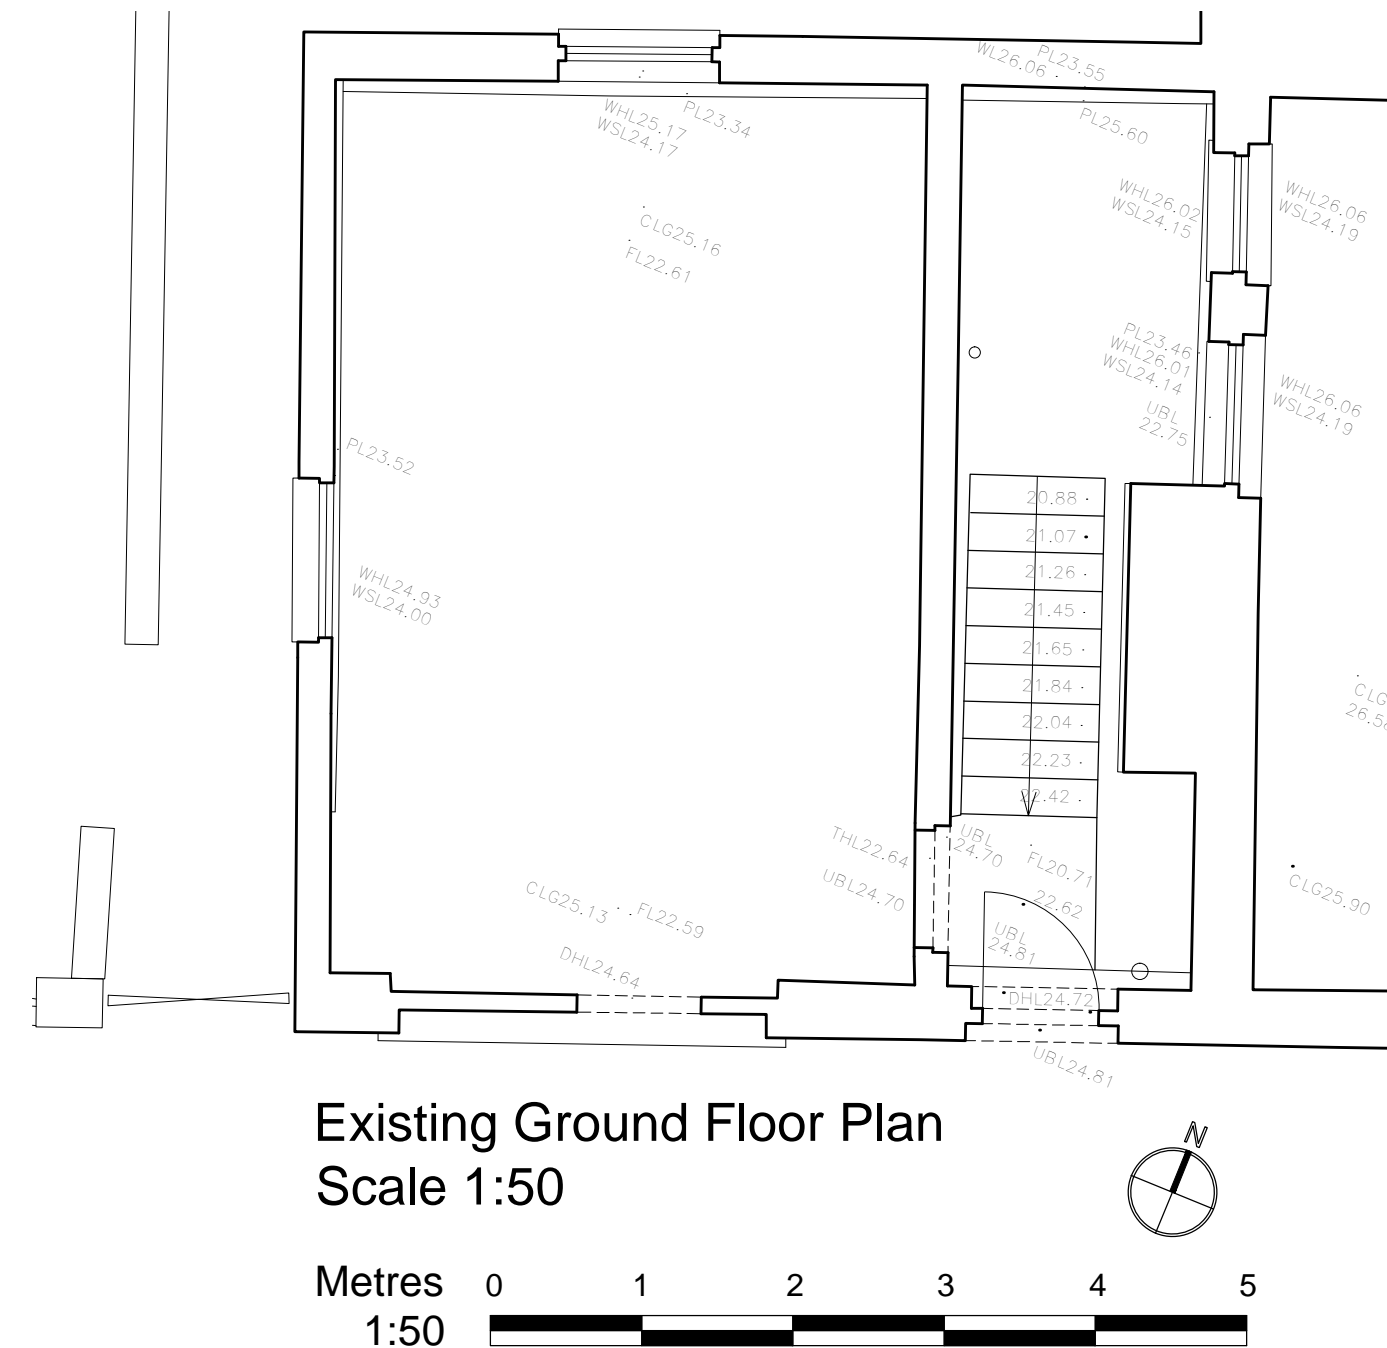 WL26.06
PL23.55
PL25.60
WHL25.17
WSL24.17
PL23.34
CLG25.16
FL22.61
WHL26.02
WSL24.15
WHL26.06
WSL24.19
PL23.46
WHL26.01
WSL24.14
UBL
22.75
WHL26.06
WSL24.19
PL23.52
WHL24.93
WSL24.00
20.88
21.07
21.26
21.45
21.65
21.84
22.04
22.23
22.42
CLG
26.56
THL22.64
UBL24.70
UBL
24.70
FL20.71
22.62
UBL
24.81
CLG25.90
CLG25.13
FL22.59
DHL24.64
DHL24.72
UBL24.81
Existing Ground Floor Plan
Scale 1:50
N
Metres 0 1 2 3 4 5
1:50